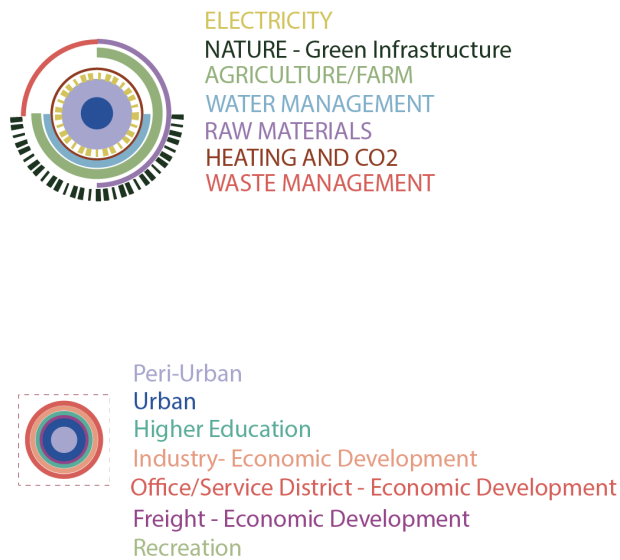 ELECTRICITY
NATURE - Green Infrastructure
AGRICULTURE/FARM
WATER MANAGEMENT
RAW MATERIALS
HEATING AND CO2
WASTE MANAGEMENT
Peri-Urban
Urban
Higher Education
Industry- Economic Development
Office/Service District - Economic Development
Freight - Economic Development
Recreation